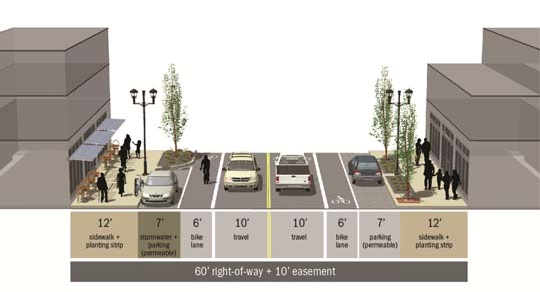 12'
sidewalk +
planting strip
7'
stormwater +
parking
(permeable)
6'
bike
lane
10'
travel
10'
travel
6'
bike
lane
7'
parking
(permeable)
12'
sidewalk +
planting strip
60' right-of-way + 10' easement